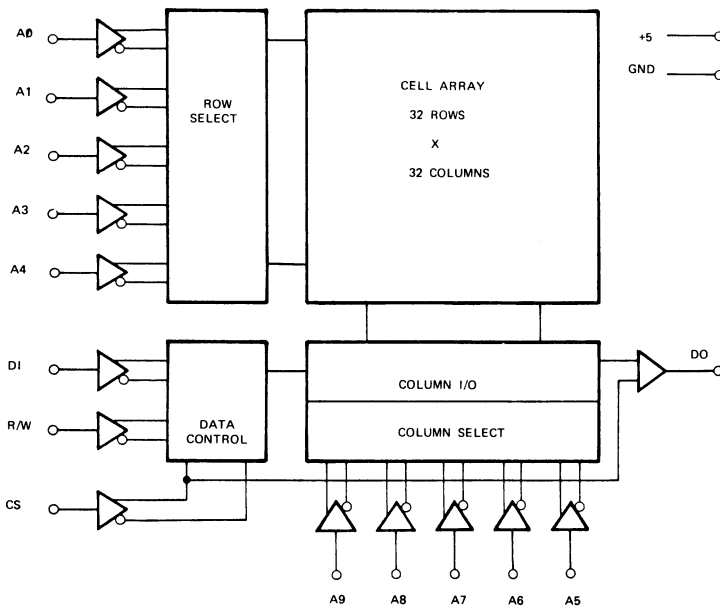 A0
A1
A2
A3
A4
ROW
SELECT
CELL ARRAY
32 ROWS
X
32 COLUMNS
+5
GND
DI
R/W
CS
DATA
CONTROL
COLUMN I/O
COLUMN SELECT
DO
A9
A8
A7
A6
A5